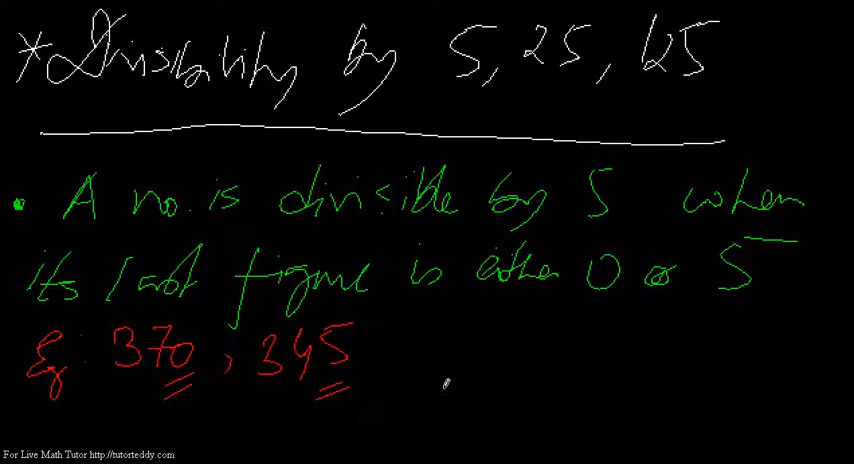 * Divisibility by 5, 25, 125
• A no. is divisible by 5 when
its last figure is either 0 or 5
Eg: 370, 345
For Live Math Tutor http://tutorteddy.com